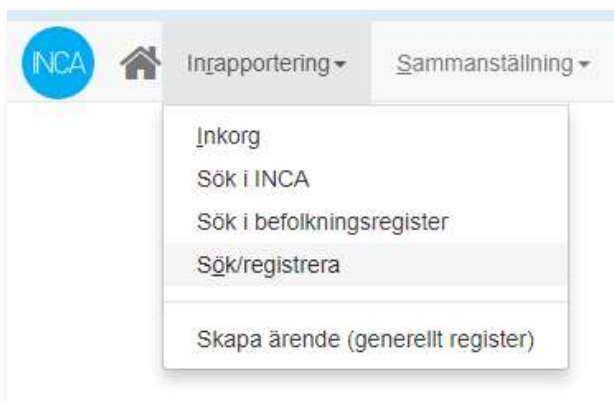 INCA
Inrapportering
Sammanställning
Inkorg
Sök i INCA
Sök i befolkningsregister
Sök/registrera
Skapa ärende (generellt register)